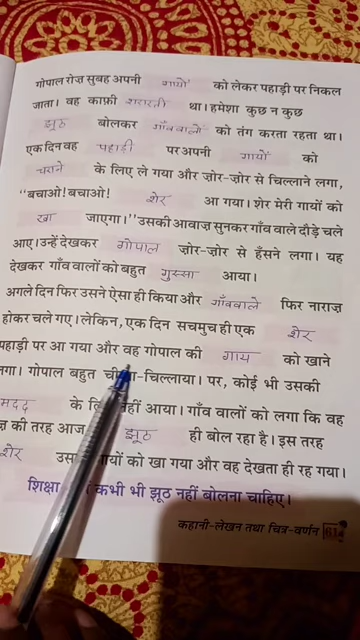 गोपाल रोज़ सुबह अपनी गायों को लेकर पहाड़ी पर निकल
जाता। वह काफ़ी शरारती था। हमेशा कुछ न कुछ
झूठ बोलकर गाँववालों को तंग करता रहता था।
एक दिन वह पहाड़ी पर अपनी गायों को
चराने के लिए ले गया और ज़ोर-ज़ोर से चिल्लाने लगा,
"बचाओ! बचाओ! शेर आ गया। शेर मेरी गायों को
खा जाएगा।" उसकी आवाज़ सुनकर गाँव वाले दौड़े चले
आए। उन्हें देखकर गोपाल ज़ोर-ज़ोर से हँसने लगा। यह
देखकर गाँव वालों को बहुत गुस्सा आया।
अगले दिन फिर उसने ऐसा ही किया और गाँववाले फिर नाराज़
होकर चले गए। लेकिन, एक दिन सचमुच ही एक शेर
पहाड़ी पर आ गया और वह गोपाल की गाय को खाने
लगा। गोपाल बहुत चिल्लाया। पर, कोई भी उसकी
मदद के लिए नहीं आया। गाँव वालों को लगा कि वह
की तरह आज झूठ ही बोल रहा है। इस तरह
शेर गायों को खा गया और वह देखता ही रह गया।
शिक्षा कभी भी झूठ नहीं बोलना चाहिए।
कहानी-लेखन तथा चित्र-वर्णन